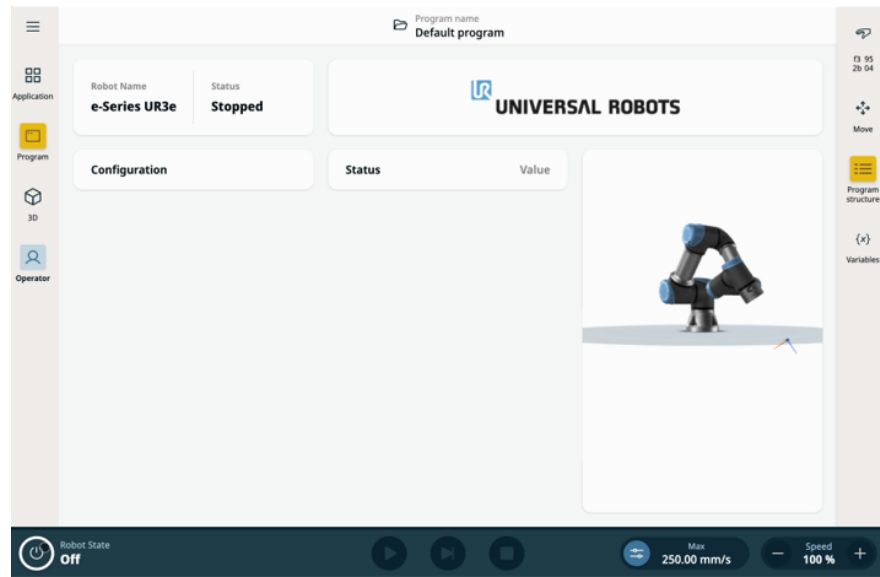 Program name
Default program
f3 95
2b 04
Application
Robot Name
e-Series UR3e
Status
Stopped
UR
UNIVERSAL ROBOTS
Move
Program
Configuration
Status
Value
Program
structure
3D
{x}
Variables
Operator
Robot State
Off
Max
250.00 mm/s
Speed
100 %